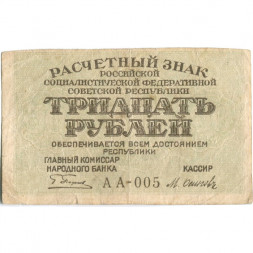 РАСЧЕТНЫЙ ЗНАК
РОССИЙСКОЙ
СОЦИАЛИСТИЧЕСКОЙ ФЕДЕРАТИВНОЙ
СОВЕТСКОЙ РЕСПУБЛИКИ
ТРИДЦАТЬ
РУБЛЕЙ
ОБЕСПЕЧИВАЕТСЯ ВСЕМ ДОСТОЯНИЕМ
РЕСПУБЛИКИ
ГЛАВНЫЙ КОМИССАР
НАРОДНОГО БАНКА КАССИР
АА-005